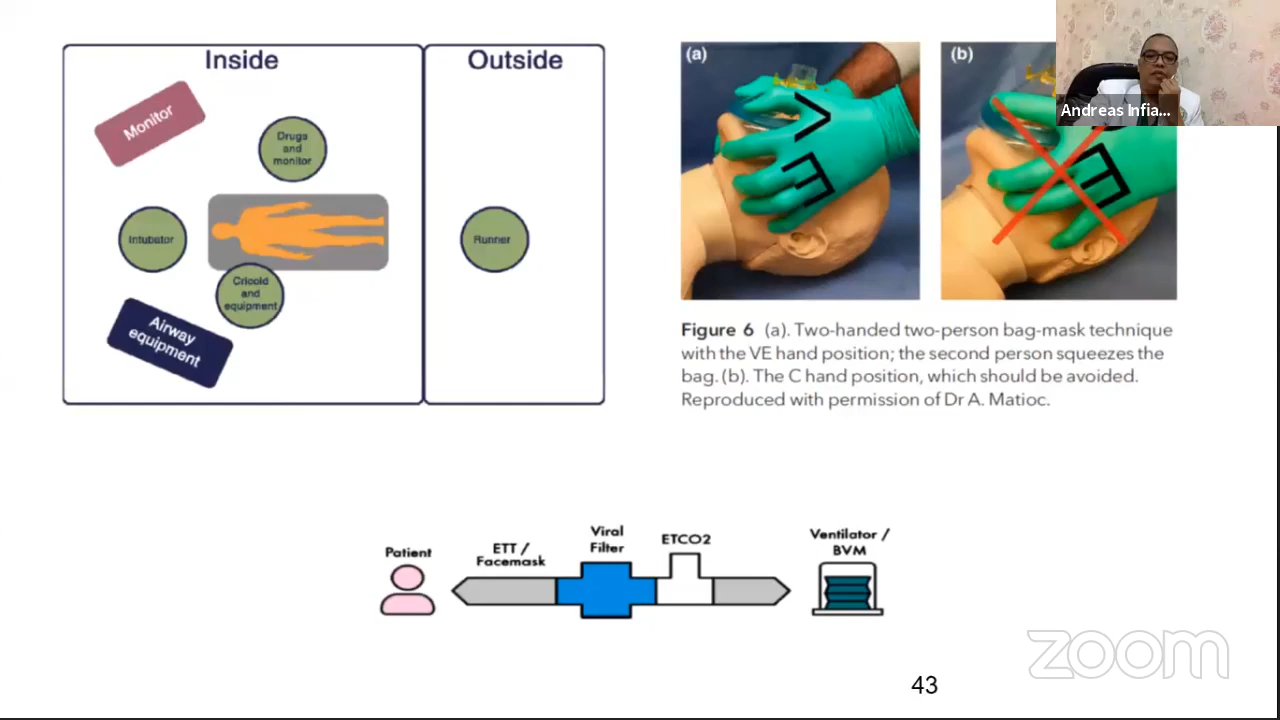 Inside
Outside
Monitor
Drugs
and
monitor
Intubator
Runner
Cricoid
and
equipment
Airway
equipment
(a)
V
E
(b)
E
Andreas Infia...
Figure 6 (a). Two-handed two-person bag-mask technique
with the VE hand position; the second person squeezes the
bag. (b). The C hand position, which should be avoided.
Reproduced with permission of Dr A. Matioc.
Patient
ETT /
Facemask
Viral
Filter
ETCO2
Ventilator /
BVM
zoom
43